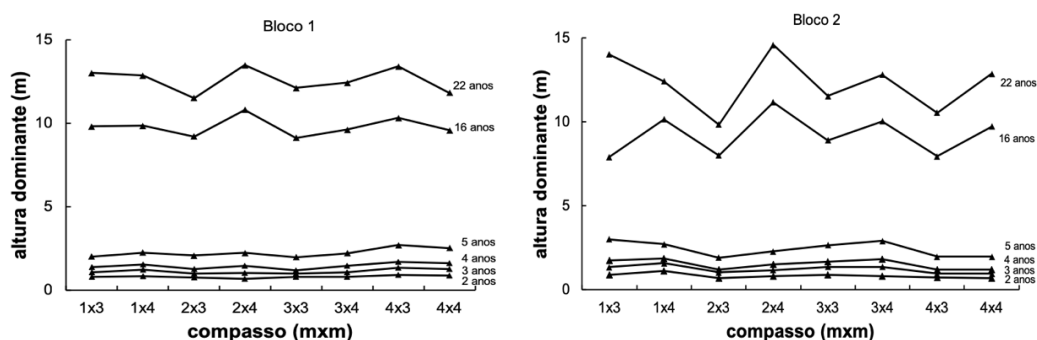 Bloco 1
altura dominante (m)
15
10
5
0
22 anos
16 anos
5 anos
4 anos
3 anos
2 anos
1x3 1x4 2x3 2x4 3x3 3x4 4x3 4x4
compasso (mxm)
Bloco 2
altura dominante (m)
15
10
5
0
22 anos
16 anos
5 anos
4 anos
3 anos
2 anos
1x3 1x4 2x3 2x4 3x3 3x4 4x3 4x4
compasso (mxm)